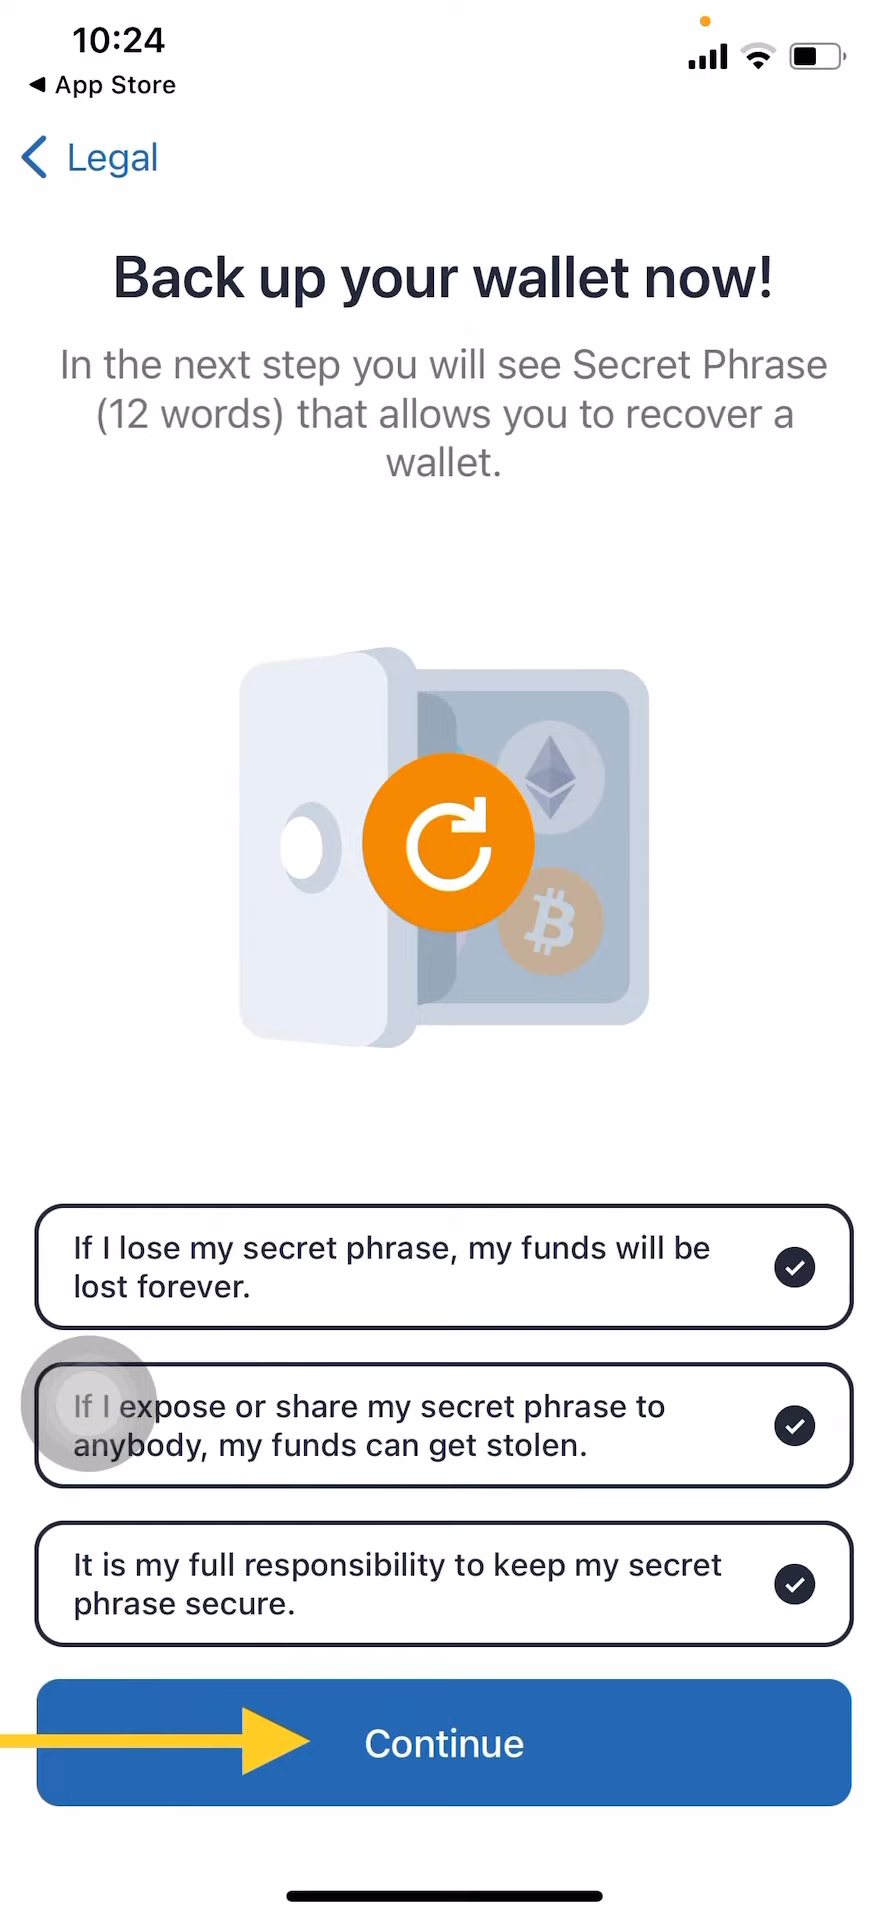 10:24
App Store
Legal
Back up your wallet now!
In the next step you will see Secret Phrase
(12 words) that allows you to recover a
wallet.
If I lose my secret phrase, my funds will be
lost forever.
If I expose or share my secret phrase to
anybody, my funds can get stolen.
It is my full responsibility to keep my secret
phrase secure.
Continue